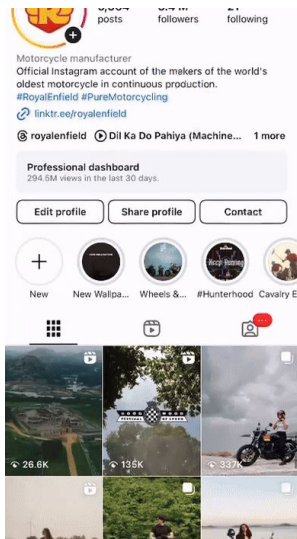 posts followers following
Motorcycle manufacturer
Official Instagram account of the makers of the world's
oldest motorcycle in continuous production.
#RoyalEnfield #PureMotorcycling
linktr.ee/royalenfield
royalenfield Dil Ka Do Pahiya (Machine... 1 more
Professional dashboard
294.5M views in the last 30 days.
Edit profile Share profile Contact
New New Wallpa... Wheels &... #Hunterhood Cavalry E
26.6K 135K 337K